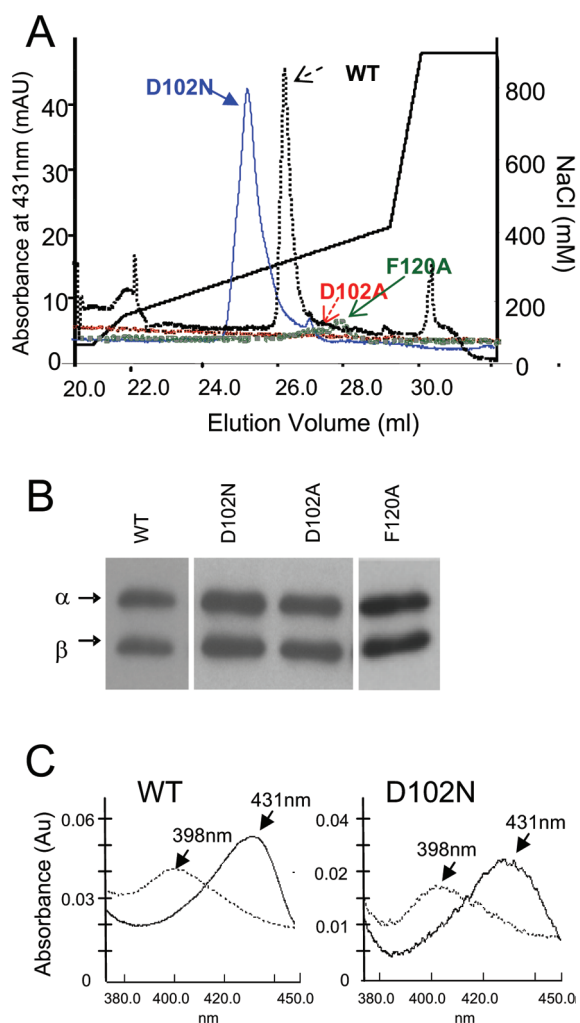 A
Absorbance at 431nm (mAU)
40
30
20
10
0
D102N
WT
D102A
F120A
800
600
400
200
0
NaCl (mM)
20.0 22.0 24.0 26.0 28.0 30.0
Elution Volume (ml)
B
WT
D102N
D102A
F120A
α
β
C
Absorbance (Au)
WT
0.06
0.03
0
398nm
431nm
380.0 400.0 420.0 450.0
nm
D102N
0.04
0.02
0.01
0
398nm
431nm
380.0 400.0 420.0 450.0
nm